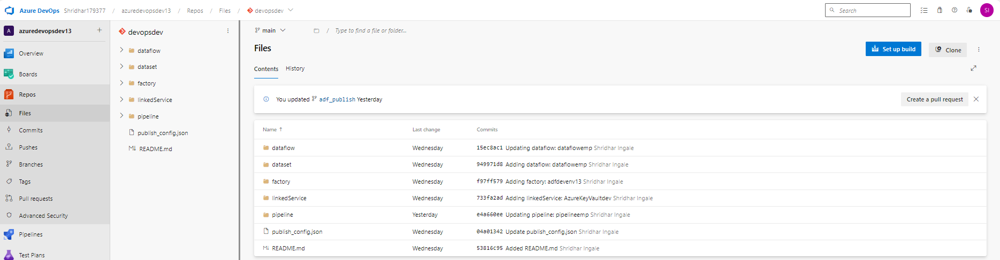 Azure DevOps Shridhar179377 / azuredevopsdev13 / Repos / Files / devopsdev
Search
SI
A azuredevopsdev13 +
Overview
Boards
Repos
Files
Commits
Pushes
Branches
Tags
Pull requests
Advanced Security
Pipelines
Test Plans
devopsdev
dataflow
dataset
factory
linkedService
pipeline
publish_config.json
README.md
main
/ Type to find a file or folder...
Files
Set up build
Clone
Contents History
You updated adf_publish Yesterday
Create a pull request
Name ↑ Last change Commits
dataflow Wednesday 15ec8ac1 Updating dataflow: dataflowemp Shridhar Ingale
dataset Wednesday 949971d8 Adding dataflow: dataflowemp Shridhar Ingale
factory Wednesday f97ff579 Adding factory: adfdevenv13 Shridhar Ingale
linkedService Wednesday 733fa2ad Adding linkedService: AzureKeyVaultdev Shridhar Ingale
pipeline Yesterday e4a660ee Updating pipeline: pipelineemp Shridhar Ingale
publish_config.json Wednesday 04a01342 Update publish_config.json Shridhar Ingale
README.md Wednesday 53816c95 Added README.md Shridhar Ingale